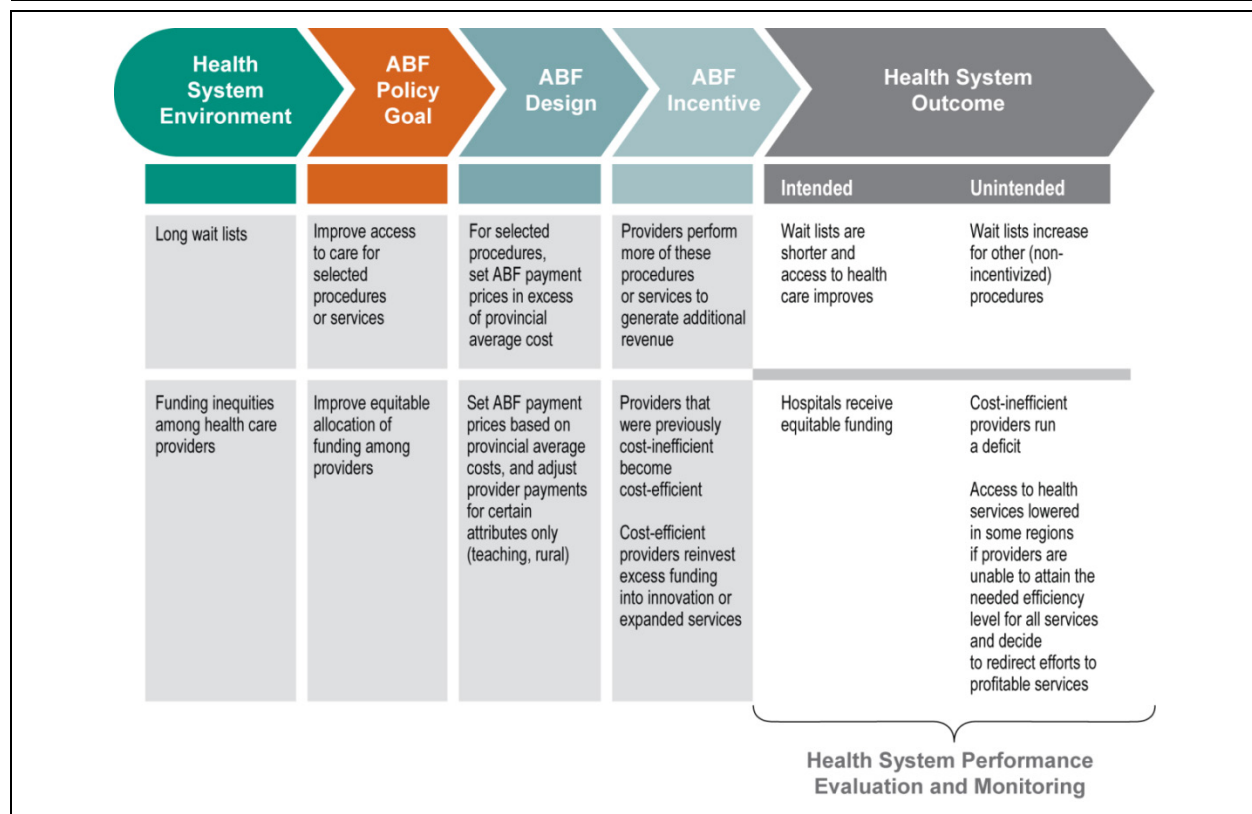 Health
System
Environment
ABF
Policy
Goal
ABF
Design
ABF
Incentive
Health System
Outcome
Intended
Unintended
Long wait lists
Improve access
to care for
selected
procedures
or services
For selected
procedures,
set ABF payment
prices in excess
of provincial
average cost
Providers perform
more of these
procedures
or services to
generate additional
revenue
Wait lists are
shorter and
access to health
care improves
Wait lists increase
for other (non-
incentivized)
procedures
Funding inequities
among health care
providers
Improve equitable
allocation of
funding among
providers
Set ABF payment
prices based on
provincial average
costs, and adjust
provider payments
for certain
attributes only
(teaching, rural)
Providers that
were previously
cost-inefficient
become
cost-efficient
Cost-efficient
providers reinvest
excess funding
into innovation or
expanded services
Hospitals receive
equitable funding
Cost-inefficient
providers run
a deficit
Access to health
services lowered
in some regions
if providers are
unable to attain the
needed efficiency
level for all services
and decide
to redirect efforts to
profitable services
Health System Performance
Evaluation and Monitoring